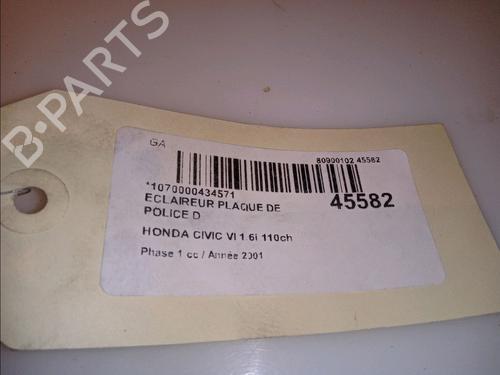 B-PARTS
GA
80900102 45582
*1070000434571
ECLAIREUR PLAQUE DE
POLICE D
45582
HONDA CIVIC VI 1.6i 110ch
Phase 1 cc / Année 2001